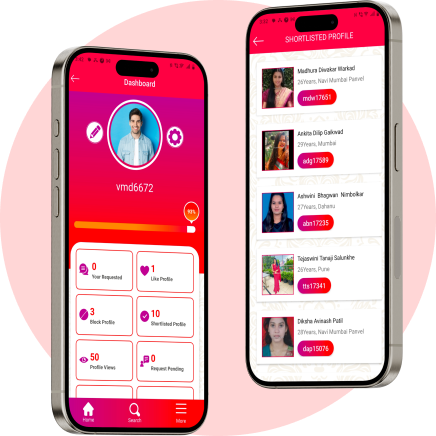 Dashboard
vmd6672
93%
0
Your Requested
1
Like Profile
3
Block Profile
10
Shortlisted Profile
50
Profile Views
0
Request Pending
Home
Search
More
SHORTLISTED PROFILE
Madhura Diwakar Warkad
26Years, Navi Mumbai Panvel
mdw17651
Ankita Dilip Gaikwad
29Years, Mumbai
adg17589
Ashwini Bhagwan Nimbolkar
27Years, Dahanu
abn17235
Tejaswini Tanaji Salunkhe
26Years, Pune
tts17341
Diksha Avinash Patil
28Years, Navi Mumbai Panvel
dap15076